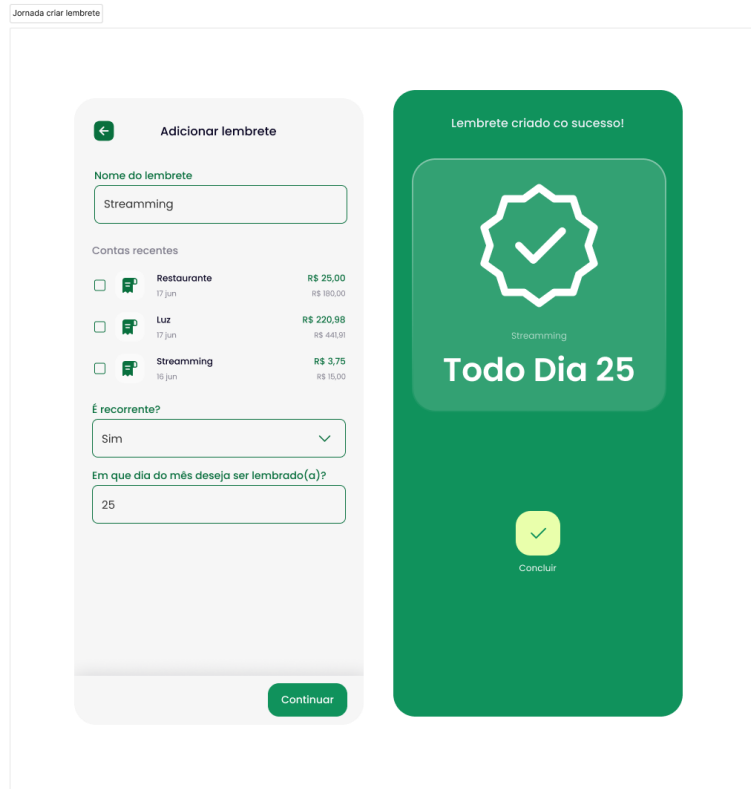 Jornada criar lembrete
Adicionar lembrete
Nome do lembrete
Streamming
Contas recentes
Restaurante R$ 25,00
17 jun R$ 180,00
Luz R$ 220,98
17 jun R$ 441,91
Streamming R$ 3,75
16 jun R$ 15,00
É recorrente?
Sim
Em que dia do mês deseja ser lembrado(a)?
25
Continuar
Lembrete criado co sucesso!
Streamming
Todo Dia 25
Concluir